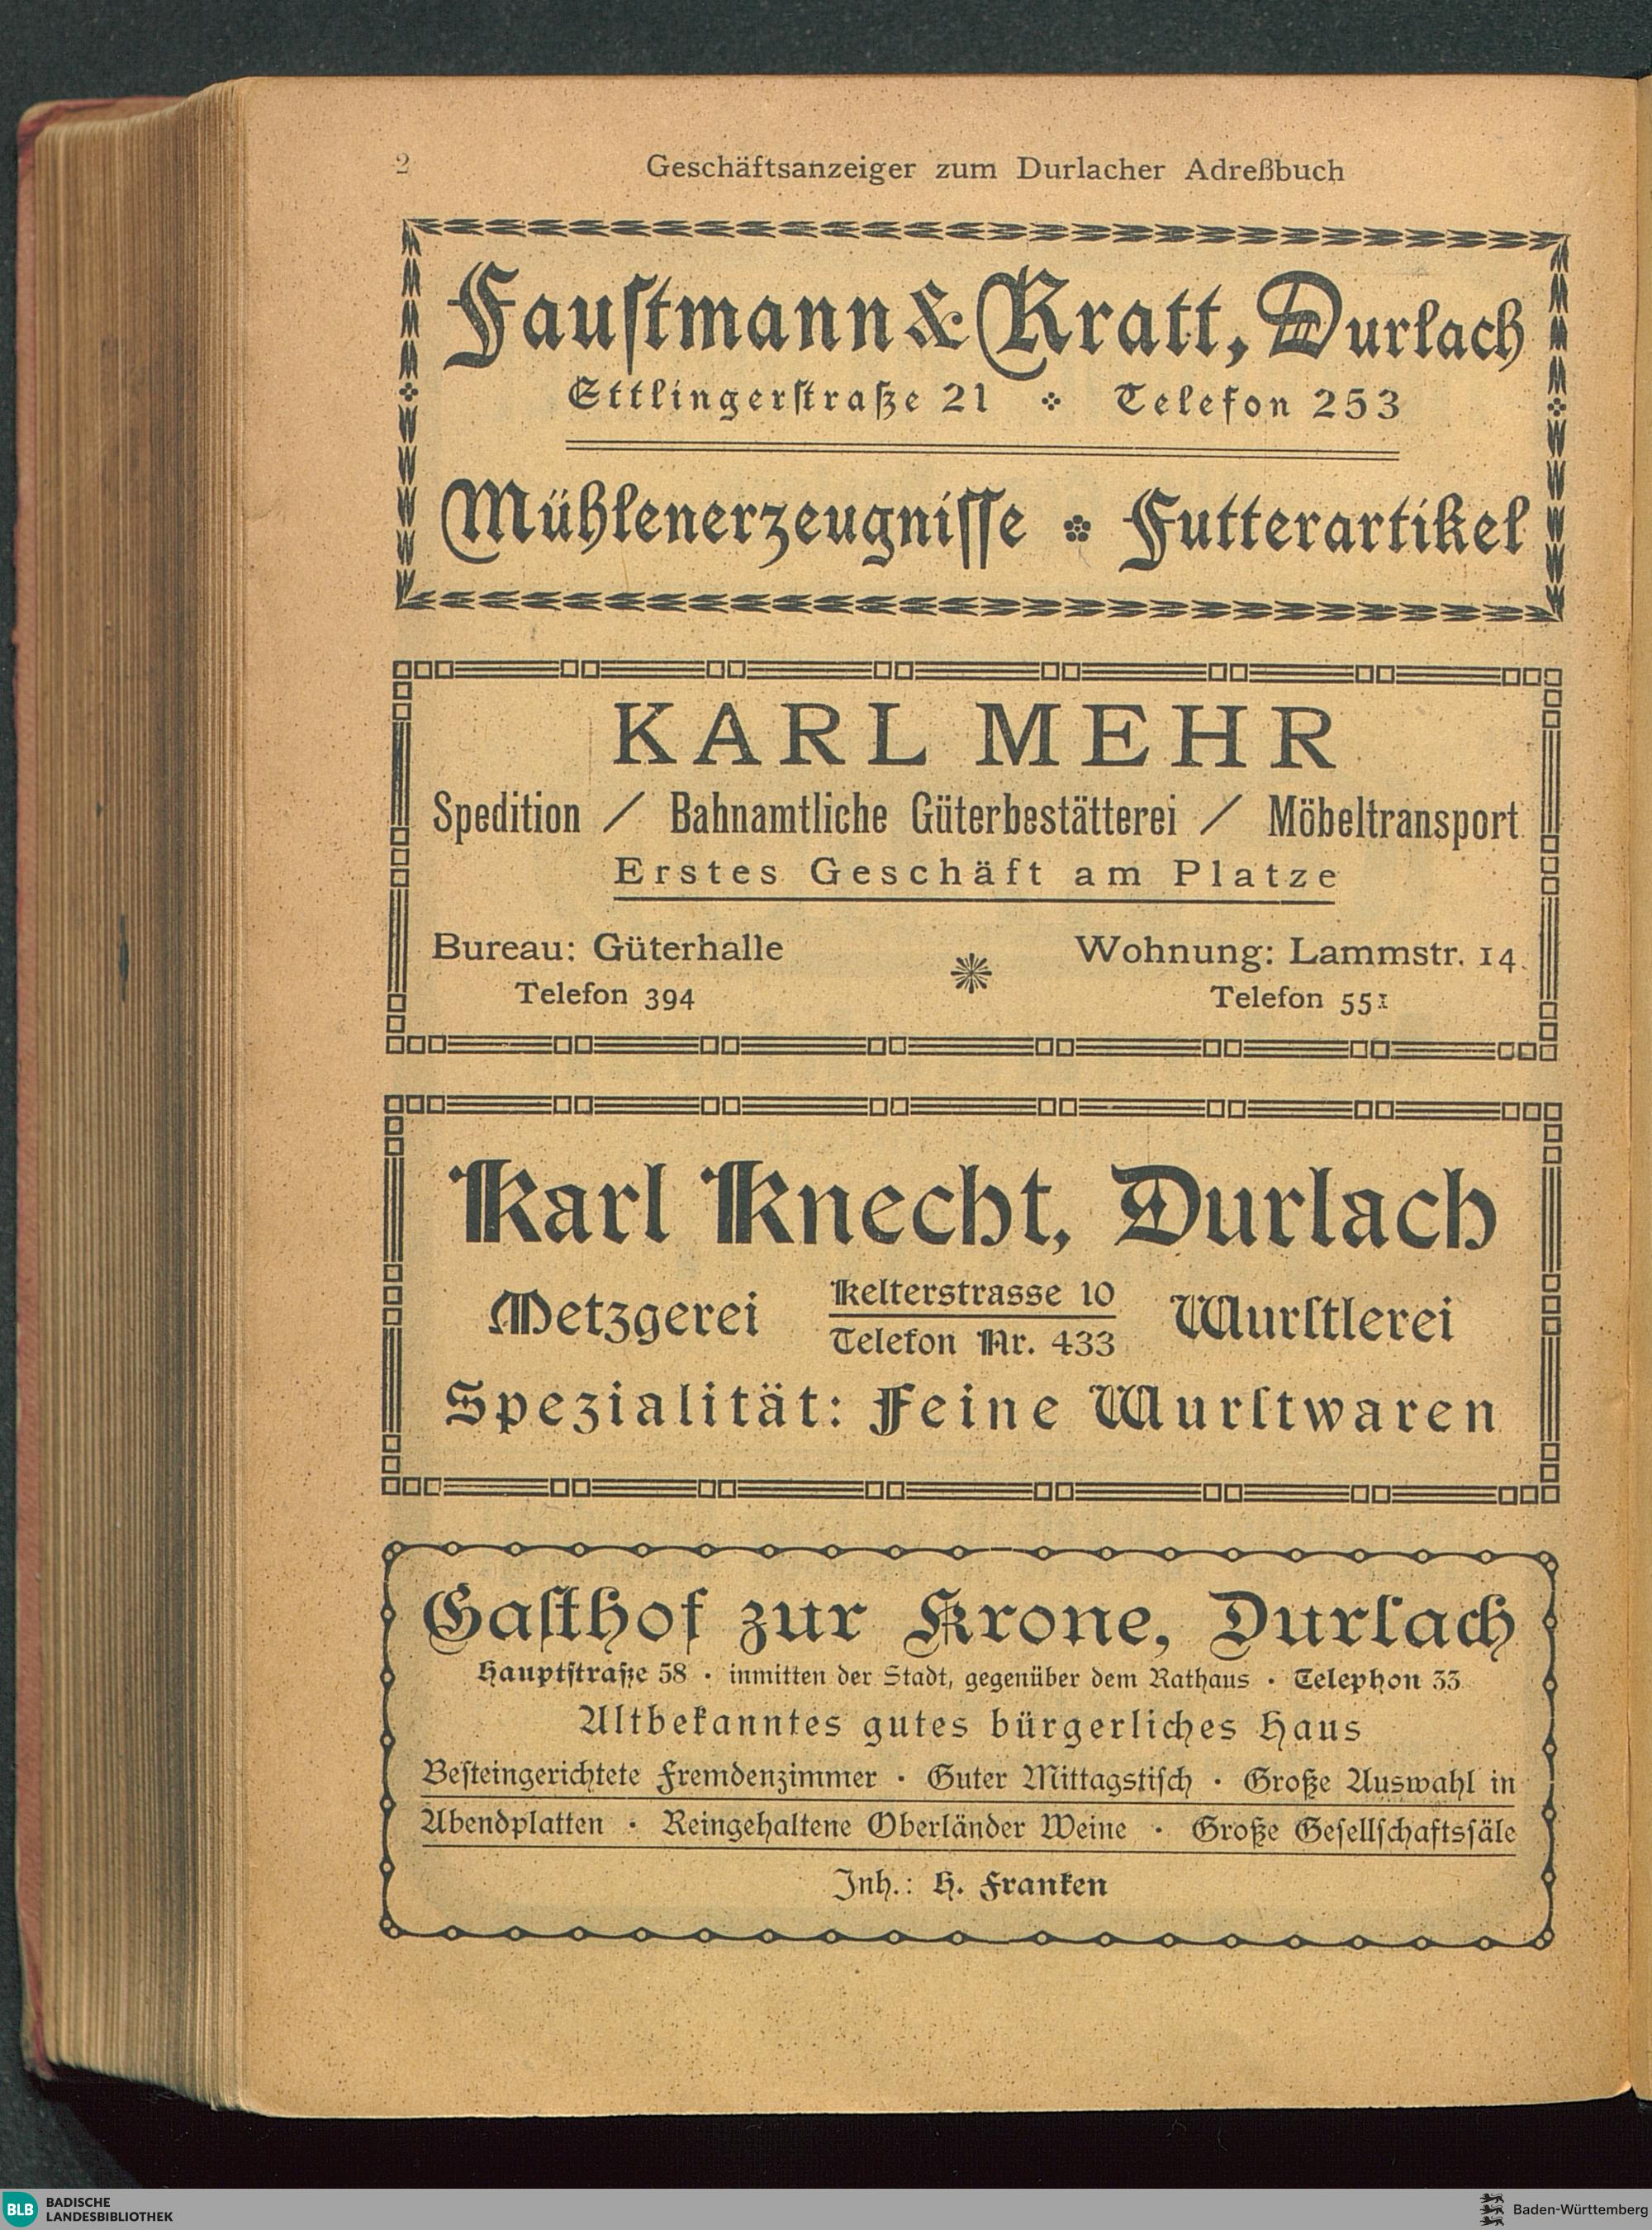 2
Geschäftsanzeiger zum Durlacher Adreßbuch
Faustmann & Kratt, Durlach
Ettlingerstraße 21 Telefon 253
Mühlenerzeugnisse Futterartikel
KARL MEHR
Spedition / Bahnamtliche Güterbestätterei / Möbeltransport
Erstes Geschäft am Platze
Bureau: Güterhalle
Telefon 394
Wohnung: Lammstr. 14
Telefon 551
Karl Knecht, Durlach
Metzgerei
Kelterstrasse 10
Telefon Nr. 433
Wurstlerei
Spezialität: Feine Wurstwaren
Gasthof zur Krone, Durlach
Hauptstraße 58 · inmitten der Stadt, gegenüber dem Rathaus · Telephon 33
Altbekanntes gutes bürgerliches Haus
Besteingerichtete Fremdenzimmer · Guter Mittagstisch · Große Auswahl in
Abendplatten · Reingehaltene Oberländer Weine · Große Gesellschaftssäle
Inh.: H. Franken
BLB BADISCHE
LANDESBIBLIOTHEK
Baden-Württemberg